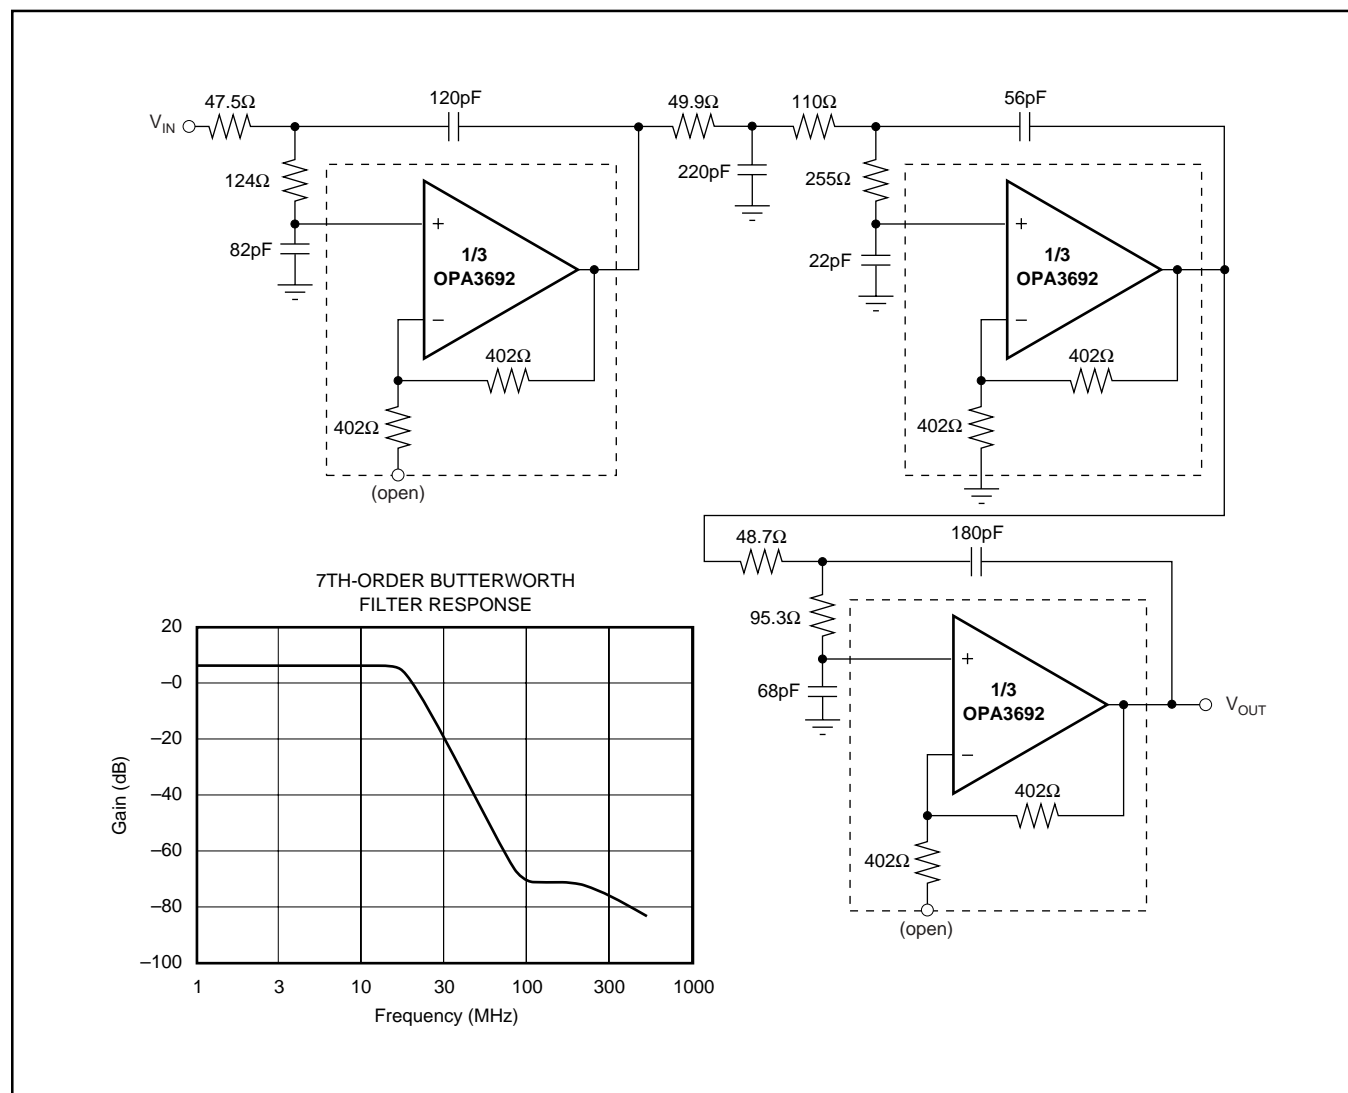 47.5Ω
120pF
49.9Ω
110Ω
56pF
VIN
124Ω
220pF
255Ω
+
+
82pF
1/3
OPA3692
22pF
1/3
OPA3692
−
−
402Ω
402Ω
402Ω
402Ω
(open)
48.7Ω
180pF
95.3Ω
+
68pF
1/3
OPA3692
VOUT
−
402Ω
402Ω
(open)
7TH-ORDER BUTTERWORTH
FILTER RESPONSE
20
–0
–20
–40
–60
–80
–100
Gain (dB)
1 3 10 30 100 300 1000
Frequency (MHz)